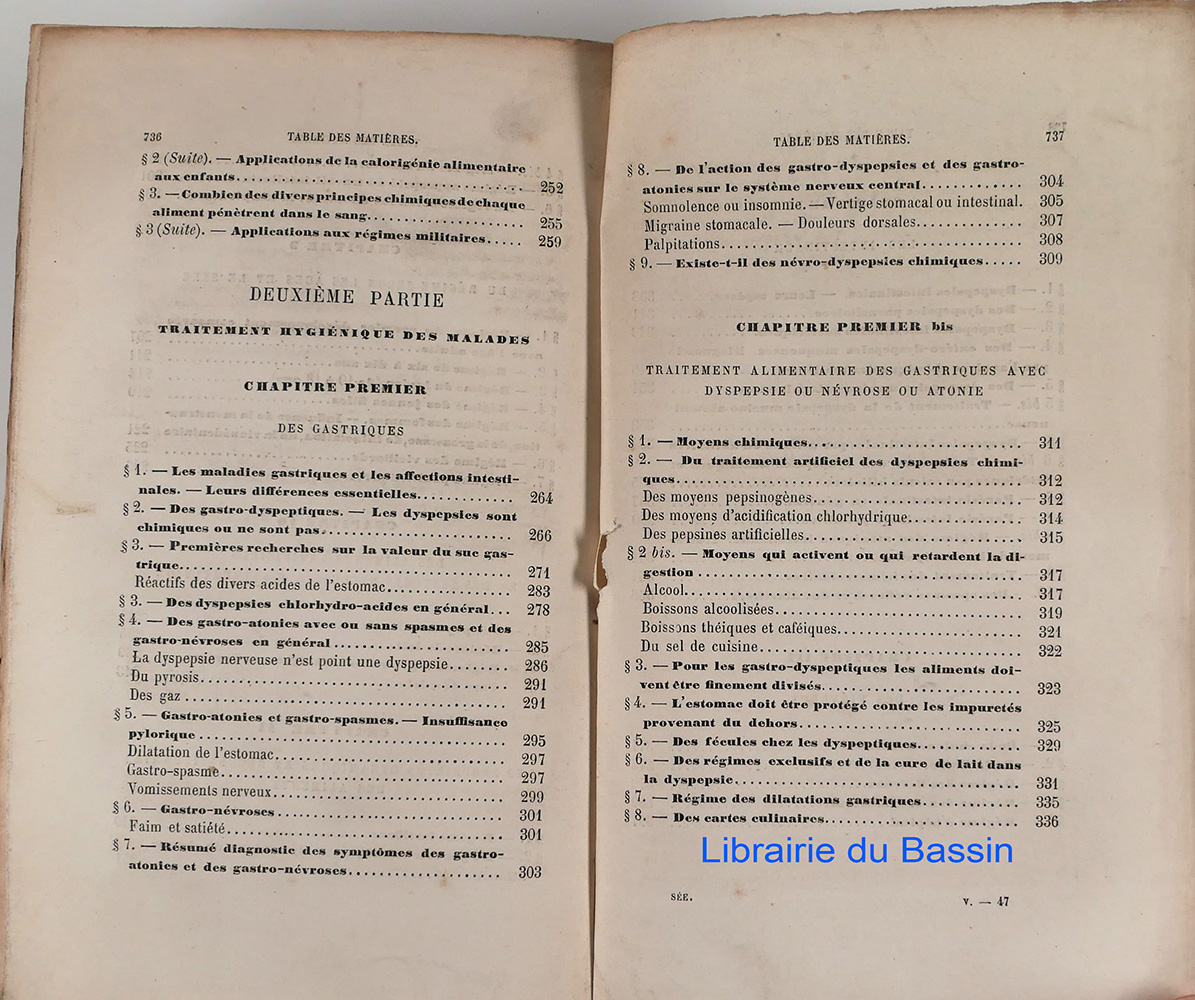 736 TABLE DES MATIÈRES.
§ 2 (Suite). — Applications de la calorigénie alimentaire
aux enfants. 252
§ 3. — Combien des divers principes chimiques de chaque
aliment pénètrent dans le sang. 255
§ 3 (Suite). — Applications aux régimes militaires. 259
DEUXIÈME PARTIE
TRAITEMENT HYGIÉNIQUE DES MALADES
CHAPITRE PREMIER
DES GASTRIQUES
§ 1. — Les maladies gastriques et les affections intesti-
nales. — Leurs différences essentielles. 264
§ 2. — Des gastro-dyspeptiques. — Les dyspepsies sont
chimiques ou ne sont pas. 266
§ 3. — Premières recherches sur la valeur du suc gas-
trique. 271
Réactifs des divers acides de l'estomac. 283
§ 3. — Des dyspepsies chlorhydro-acides en général. 278
§ 4. — Des gastro-atonies avec ou sans spasmes et des
gastro-névroses en général 285
La dyspepsie nerveuse n'est point une dyspepsie. 286
Du pyrosis. 291
Des gaz 291
§ 5. — Gastro-atonies et gastro-spasmes. — Insuffisance
pylorique 295
Dilatation de l'estomac. 297
Gastro-spasme. 297
Vomissements nerveux. 299
§ 6. — Gastro-névroses. 301
Faim et satiété. 301
§ 7. — Résumé diagnostic des symptômes des gastro-
atonies et des gastro-névroses. 303
TABLE DES MATIÈRES. 737
§ 8. — De l'action des gastro-dyspepsies et des gastro-
atonies sur le système nerveux central. 304
Somnolence ou insomnie. — Vertige stomacal ou intestinal. 305
Migraine stomacale. — Douleurs dorsales. 307
Palpitations. 308
§ 9. — Existe-t-il des névro-dyspepsies chimiques. 309
CHAPITRE PREMIER bis
TRAITEMENT ALIMENTAIRE DES GASTRIQUES AVEC
DYSPEPSIE OU NÉVROSE OU ATONIE
§ 1. — Moyens chimiques. 311
§ 2. — Du traitement artificiel des dyspepsies chimi-
ques. 312
Des moyens pepsinogènes. 312
Des moyens d'acidification chlorhydrique. 314
Des pepsines artificielles. 315
§ 2 bis. — Moyens qui activent ou qui retardent la di-
gestion 317
Alcool. 317
Boissons alcoolisées. 319
Boissons théiques et caféiques. 321
Du sel de cuisine. 322
§ 3. — Pour les gastro-dyspeptiques les aliments doi-
vent être finement divisés. 323
§ 4. — L'estomac doit être protégé contre les impuretés
provenant du dehors. 325
§ 5. — Des fécules chez les dyspeptiques. 329
§ 6. — Des régimes exclusifs et de la cure de lait dans
la dyspepsie. 331
§ 7. — Régime des dilatations gastriques. 335
§ 8. — Des cartes culinaires. 336
Librairie du Bassin
SÉE. V. — 47